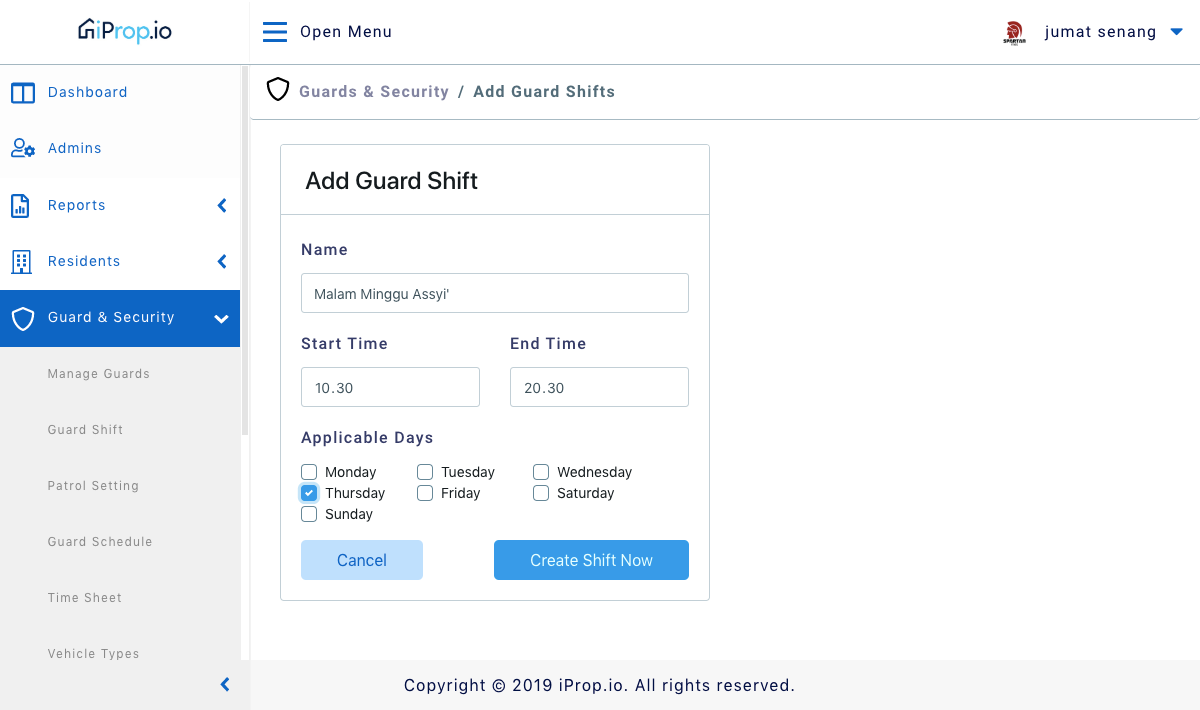 iProp.io
Open Menu
SPARTAN
jumat senang
Dashboard
Admins
Reports
Residents
Guard & Security
Manage Guards
Guard Shift
Patrol Setting
Guard Schedule
Time Sheet
Vehicle Types
Guards & Security / Add Guard Shifts
Add Guard Shift
Name
Malam Minggu Assyi'
Start Time End Time
10.30 20.30
Applicable Days
Monday Tuesday Wednesday
Thursday Friday Saturday
Sunday
Cancel Create Shift Now
Copyright © 2019 iProp.io. All rights reserved.